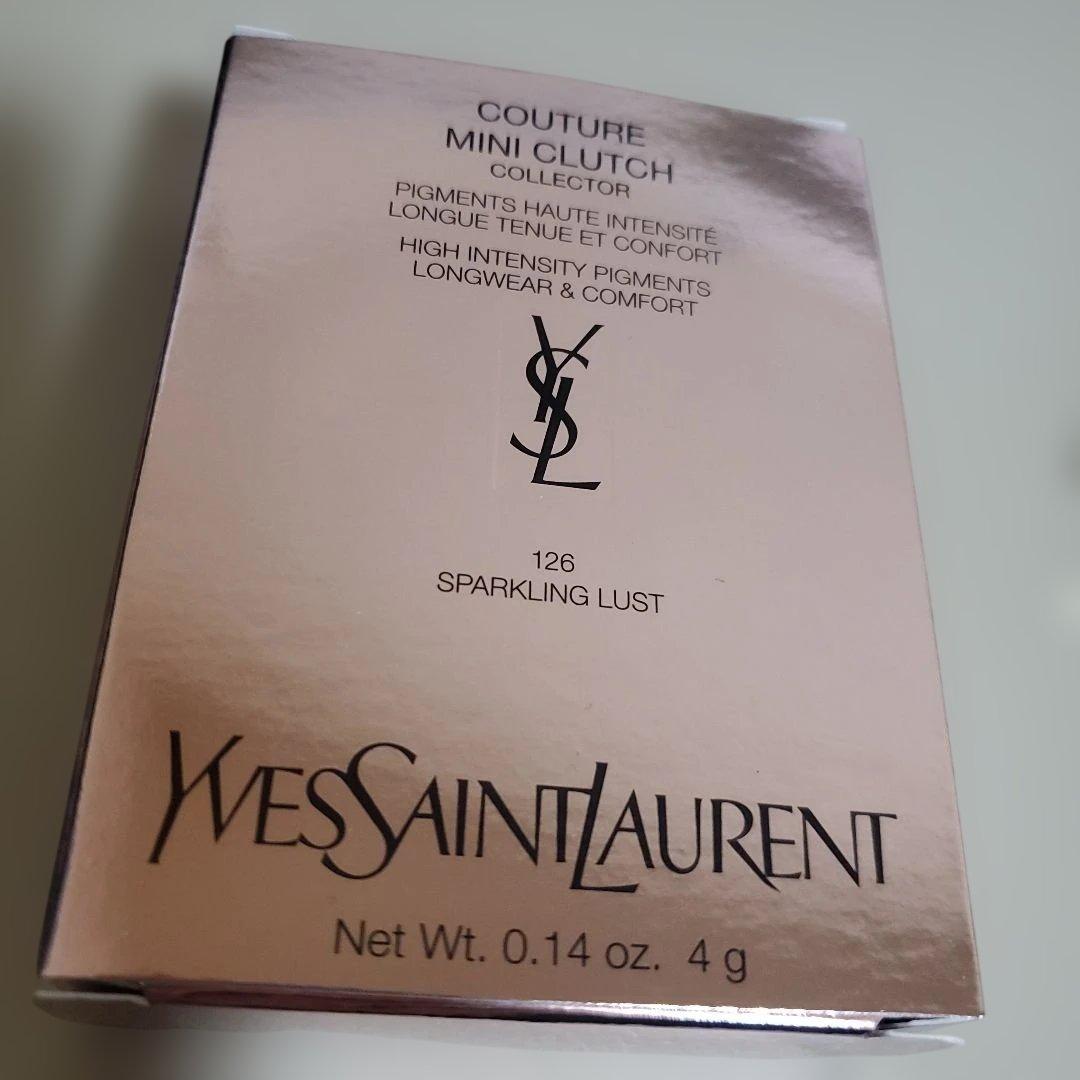 COUTURE
MINI CLUTCH
COLLECTOR
PIGMENTS HAUTE INTENSITÉ
LONGUE TENUE ET CONFORT
HIGH INTENSITY PIGMENTS
LONGWEAR & COMFORT
YSL
126
SPARKLING LUST
YVESSAINTLAURENT
Net Wt. 0.14 oz. 4 g